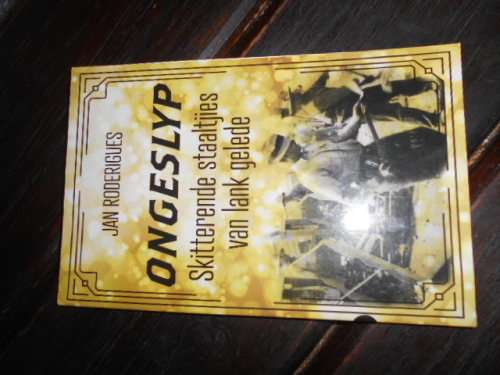 JAN RODERIGUES
ONGESLYP
Skitterende staaltjies
van lank gelede